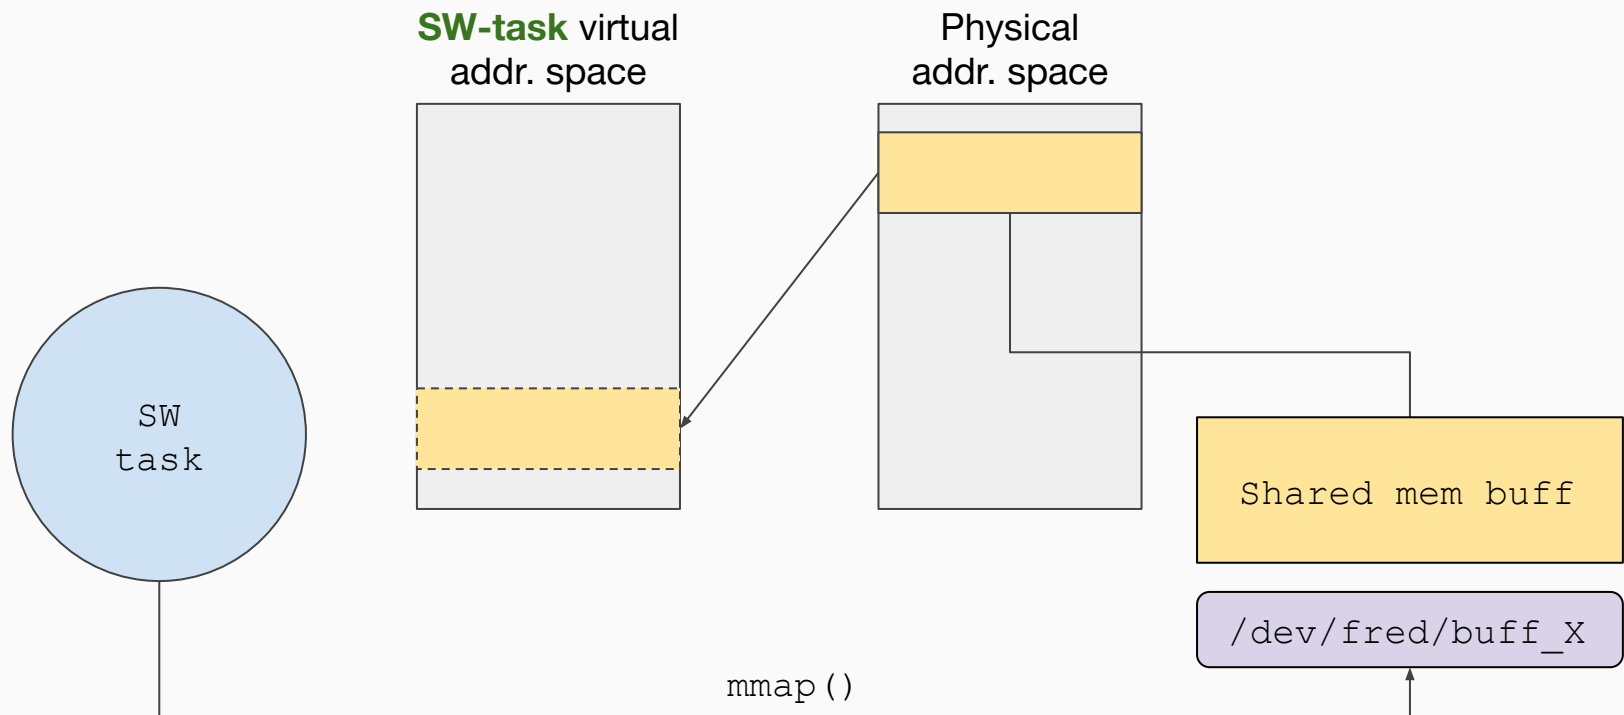 SW-task virtual
addr. space
Physical
addr. space
SW
task
Shared mem buff
/dev/fred/buff_X
mmap()